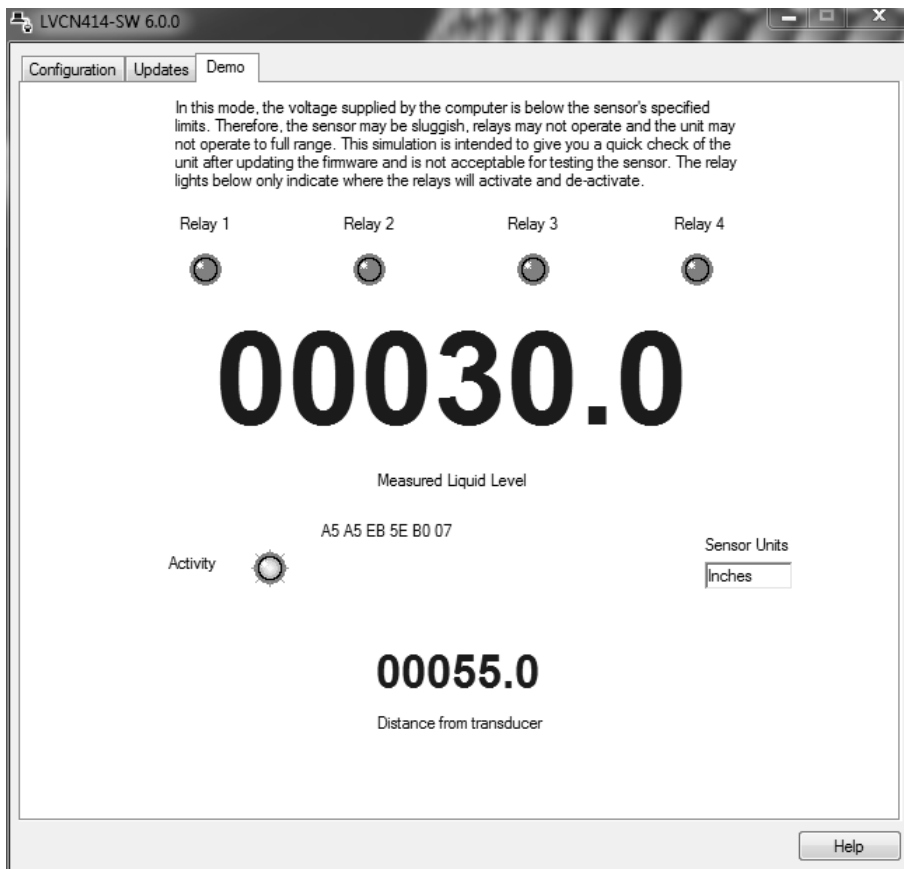 LVCN414-SW 6.0.0
Configuration Updates Demo
In this mode, the voltage supplied by the computer is below the sensor's specified
limits. Therefore, the sensor may be sluggish, relays may not operate and the unit may
not operate to full range. This simulation is intended to give you a quick check of the
unit after updating the firmware and is not acceptable for testing the sensor. The relay
lights below only indicate where the relays will activate and de-activate.
Relay 1 Relay 2 Relay 3 Relay 4
00030.0
Measured Liquid Level
A5 A5 EB 5E B0 07
Activity
Sensor Units
Inches
00055.0
Distance from transducer
Help